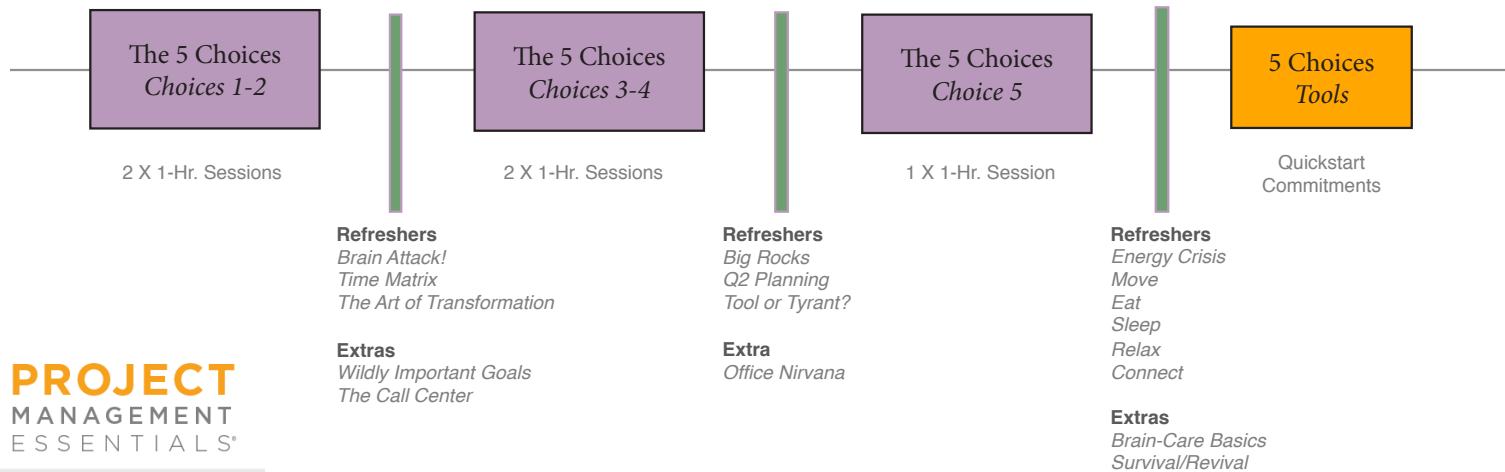 The 5 Choices
Choices 1-2
2 X 1-Hr. Sessions
Refreshers
Brain Attack!
Time Matrix
The Art of Transformation
Extras
Wildly Important Goals
The Call Center
The 5 Choices
Choices 3-4
2 X 1-Hr. Sessions
Refreshers
Big Rocks
Q2 Planning
Tool or Tyrant?
Extra
Office Nirvana
The 5 Choices
Choice 5
1 X 1-Hr. Session
Refreshers
Energy Crisis
Move
Eat
Sleep
Relax
Connect
Extras
Brain-Care Basics
Survival/Revival
5 Choices
Tools
Quickstart
Commitments
PROJECT
MANAGEMENT
ESSENTIALS®